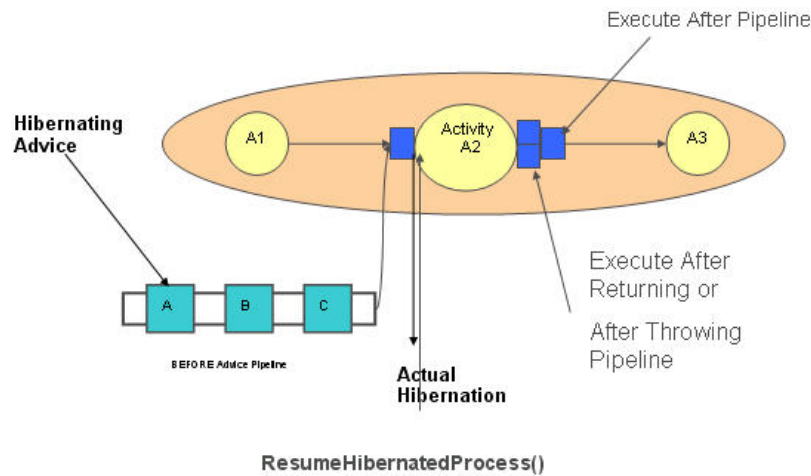 Execute After Pipeline
Hibernating
Advice
A1
Activity
A2
A3
A
B
C
BEFORE Advice Pipeline
Actual
Hibernation
Execute After
Returning or
After Throwing
Pipeline
ResumeHibernatedProcess()